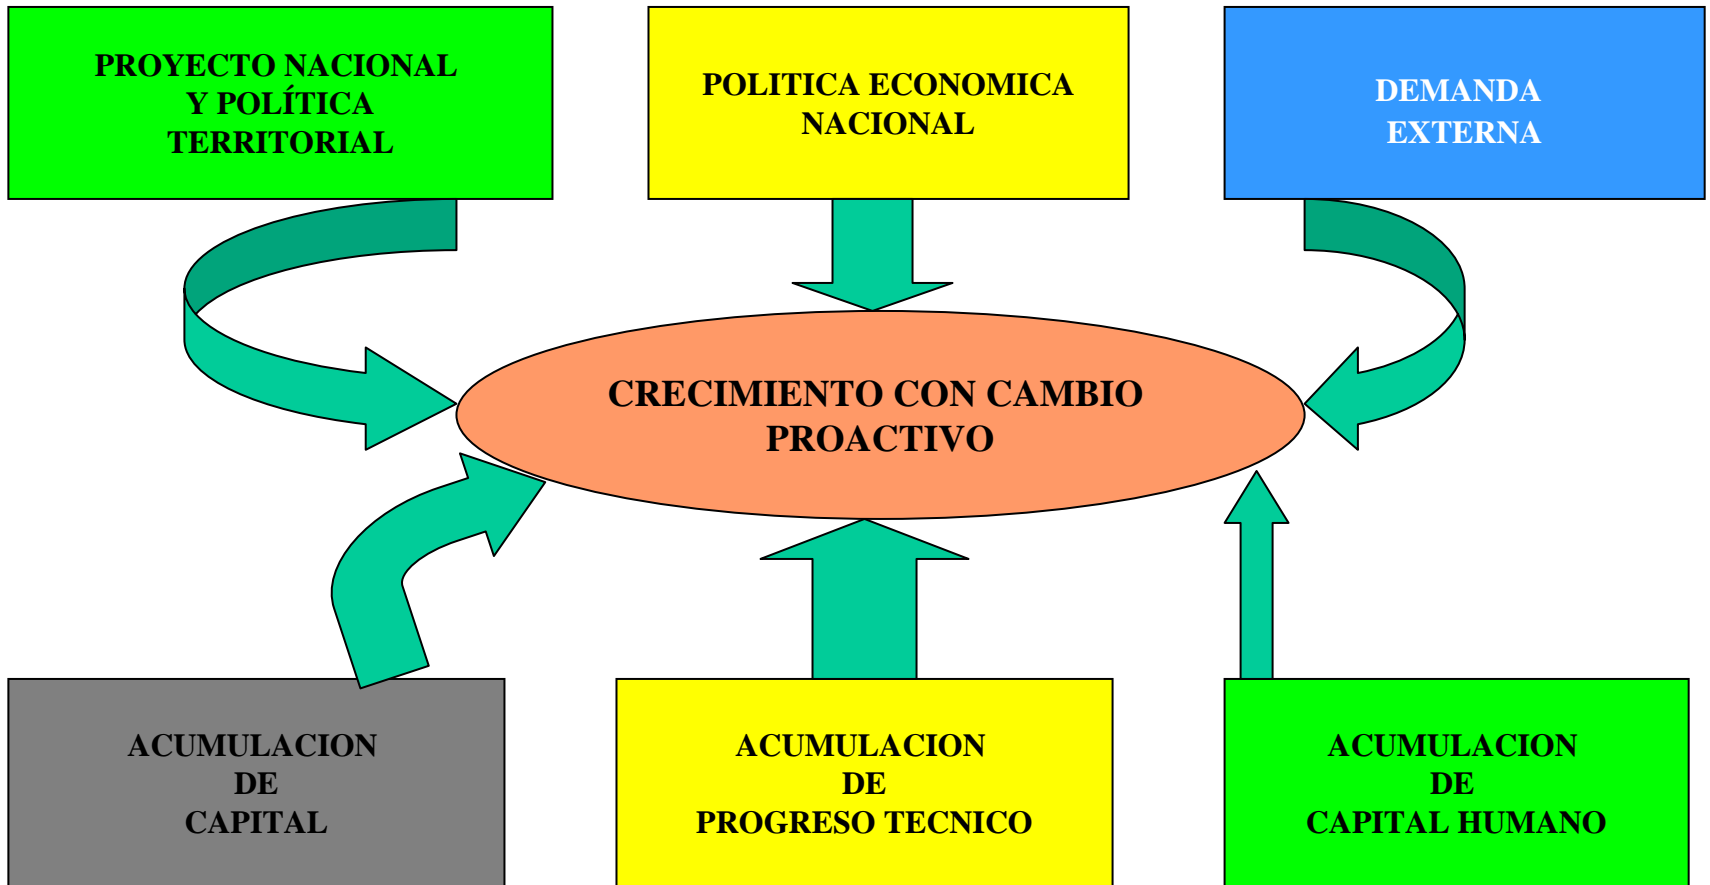 PROYECTO NACIONAL
Y POLÍTICA
TERRITORIAL
POLITICA ECONOMICA
NACIONAL
DEMANDA
EXTERNA
CRECIMIENTO CON CAMBIO
PROACTIVO
ACUMULACION
DE
CAPITAL
ACUMULACION
DE
PROGRESO TECNICO
ACUMULACION
DE
CAPITAL HUMANO